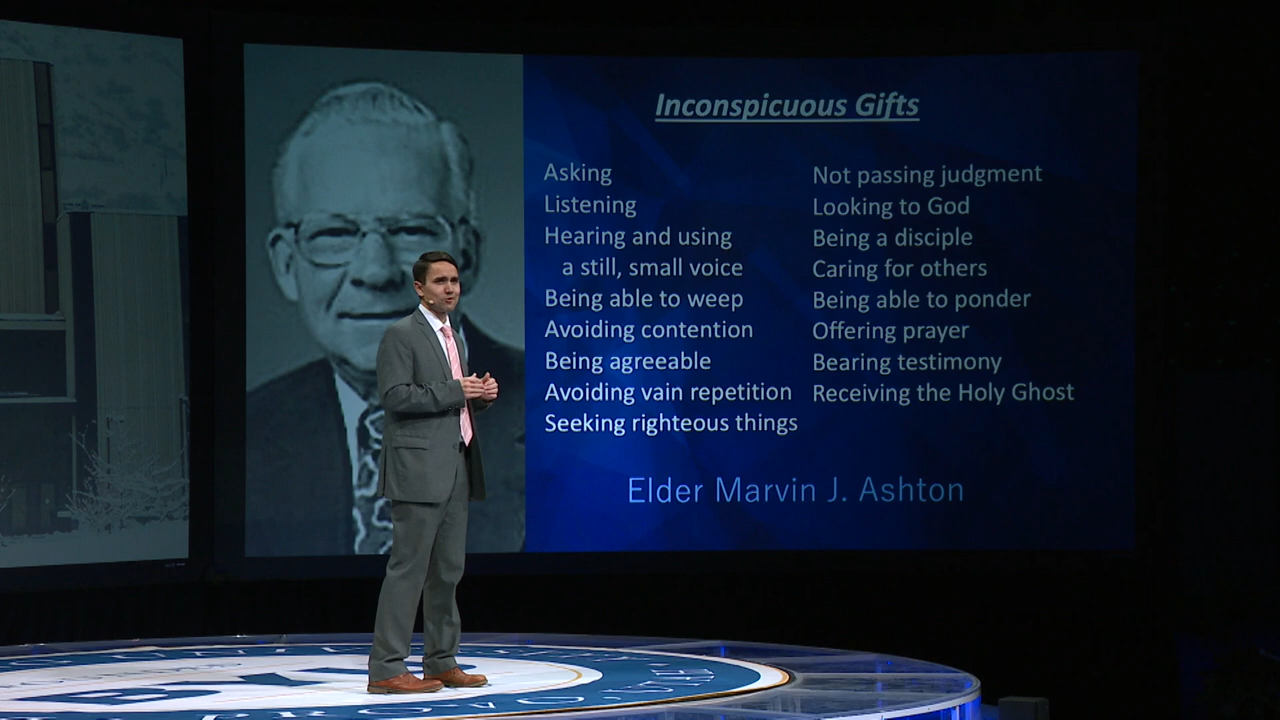 Inconspicuous Gifts
Asking
Listening
Hearing and using
a still, small voice
Being able to weep
Avoiding contention
Being agreeable
Avoiding vain repetition
Seeking righteous things
Not passing judgment
Looking to God
Being a disciple
Caring for others
Being able to ponder
Offering prayer
Bearing testimony
Receiving the Holy Ghost
Elder Marvin J. Ashton